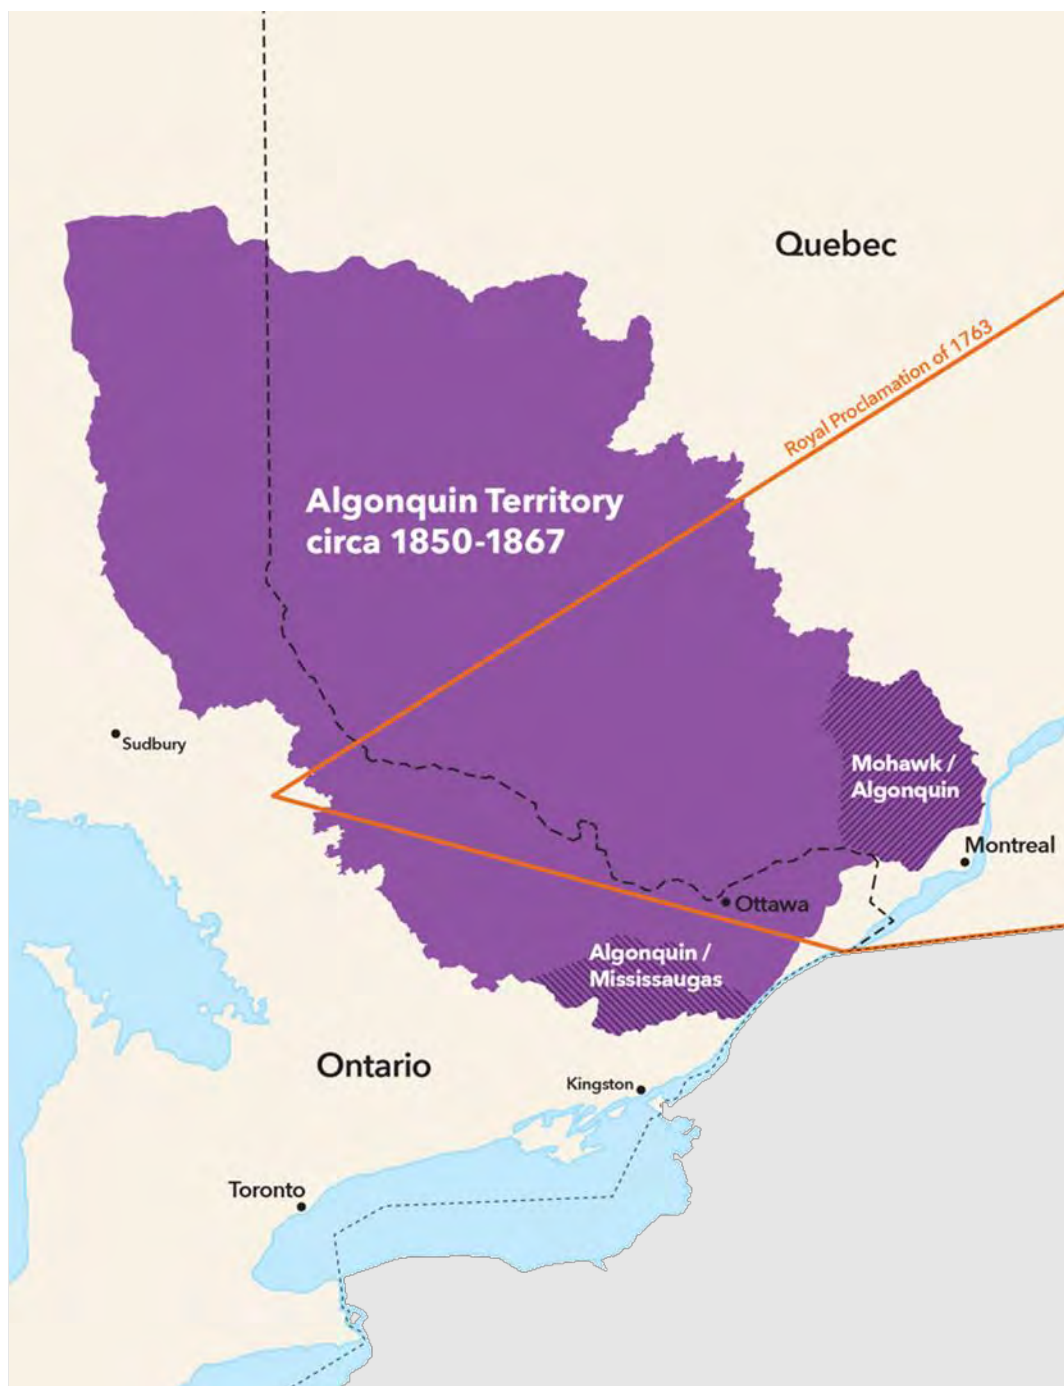 Quebec
Royal Proclamation of 1763
Algonquin Territory
circa 1850-1867
Sudbury
Mohawk /
Algonquin
Montreal
Ottawa
Algonquin /
Mississaugas
Ontario
Kingston
Toronto